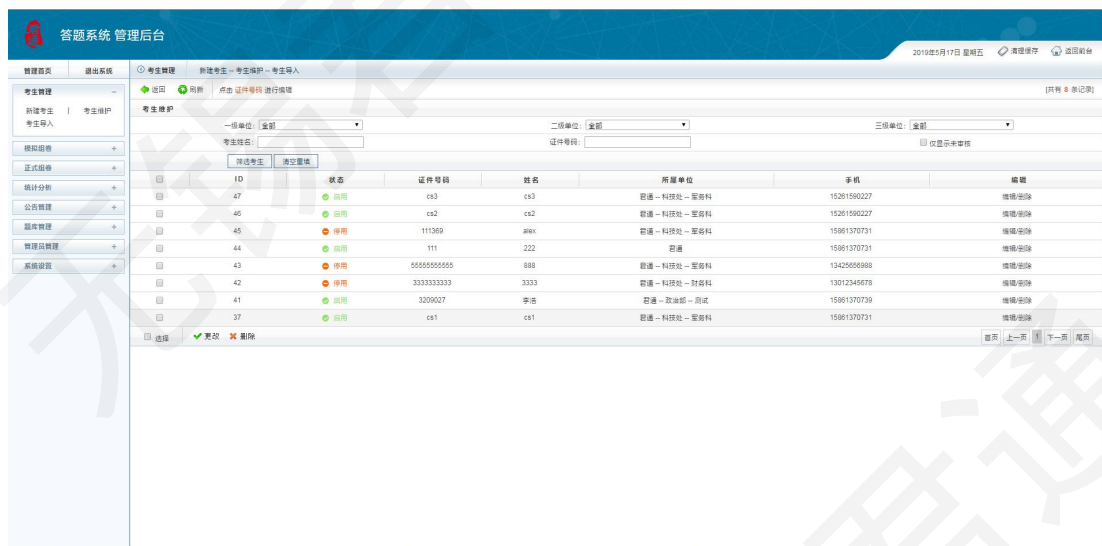 答题系统 管理后台
2019年5月17日 星期五 清理缓存 返回前台
管理首页 退出系统
考生管理 新建考生 -- 考生维护 -- 考生导入
考生管理 －
新建考生 | 考生维护
考生导入
模拟组卷 +
正式组卷 +
统计分析 +
公告管理 +
题库管理 +
管理员管理 +
系统设置 +
返回 刷新 点击 证件号码 进行编辑 [共有 8 条记录]
考生维护
一级单位: 全部 二级单位: 全部 三级单位: 全部
考生姓名: 证件号码: 仅显示未审核
筛选考生 清空重填
ID 状态 证件号码 姓名 所属单位 手机 编辑
47 启用 cs3 cs3 君通 -- 科技处 -- 军务科 15261590227 编辑/删除
46 启用 cs2 cs2 君通 -- 科技处 -- 军务科 15261590227 编辑/删除
45 停用 111369 alex 君通 -- 科技处 -- 军务科 15861370731 编辑/删除
44 启用 111 222 君通 15861370731 编辑/删除
43 停用 55555555555 888 君通 -- 科技处 -- 军务科 13425656988 编辑/删除
42 停用 3333333333 3333 君通 -- 科技处 -- 财务科 13012345678 编辑/删除
41 启用 3209027 李浩 君通 -- 政治部 -- 测试 15861370739 编辑/删除
37 启用 cs1 cs1 君通 -- 科技处 -- 军务科 15861370731 编辑/删除
选择 更改 删除 首页 上一页 1 下一页 尾页
无锡君通